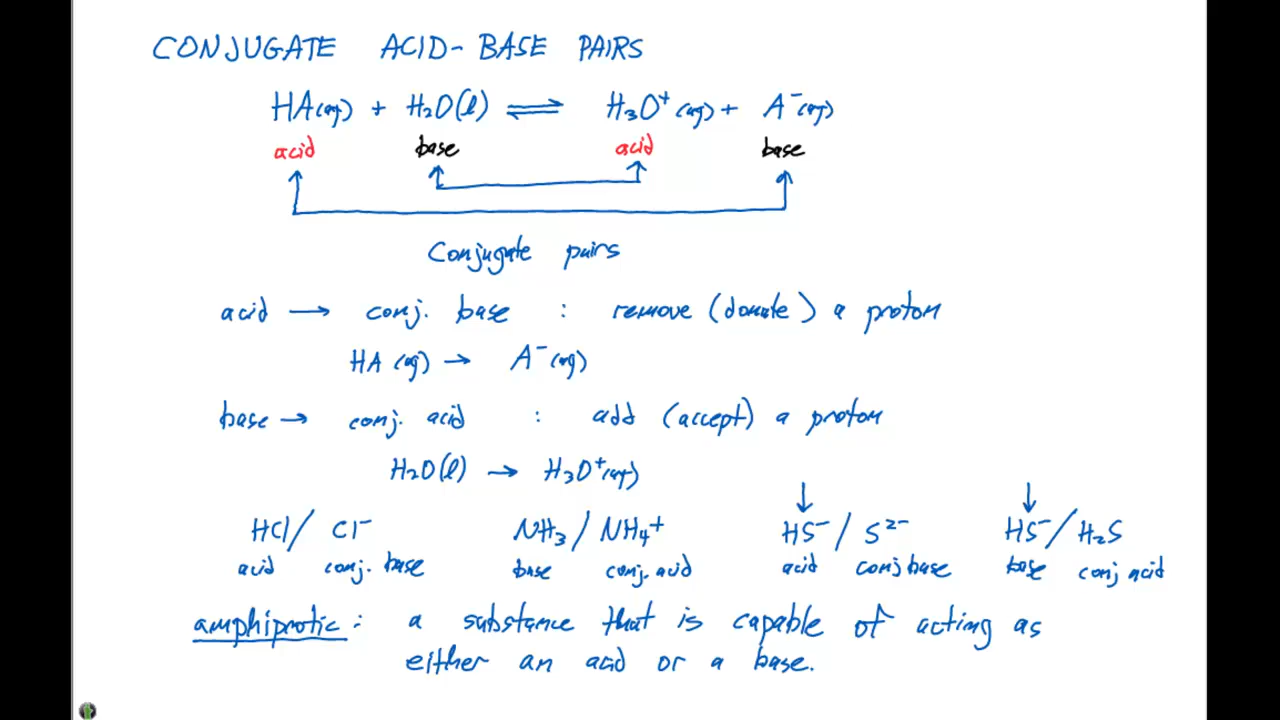 CONJUGATE ACID-BASE PAIRS
HA(aq) + H₂O(l) ⇌ H₃O⁺(aq) + A⁻(aq)
acid base acid base
Conjugate pairs
acid → conj. base : remove (donate) a proton
HA (aq) → A⁻(aq)
base → conj. acid : add (accept) a proton
H₂O(l) → H₃O⁺(aq)
↓ ↓
HCl/ Cl⁻ NH₃/ NH₄⁺ HS⁻/ S²⁻ HS⁻/ H₂S
acid conj. base base conj. acid acid conj base base conj acid
amphiprotic: a substance that is capable of acting as
either an acid or a base.